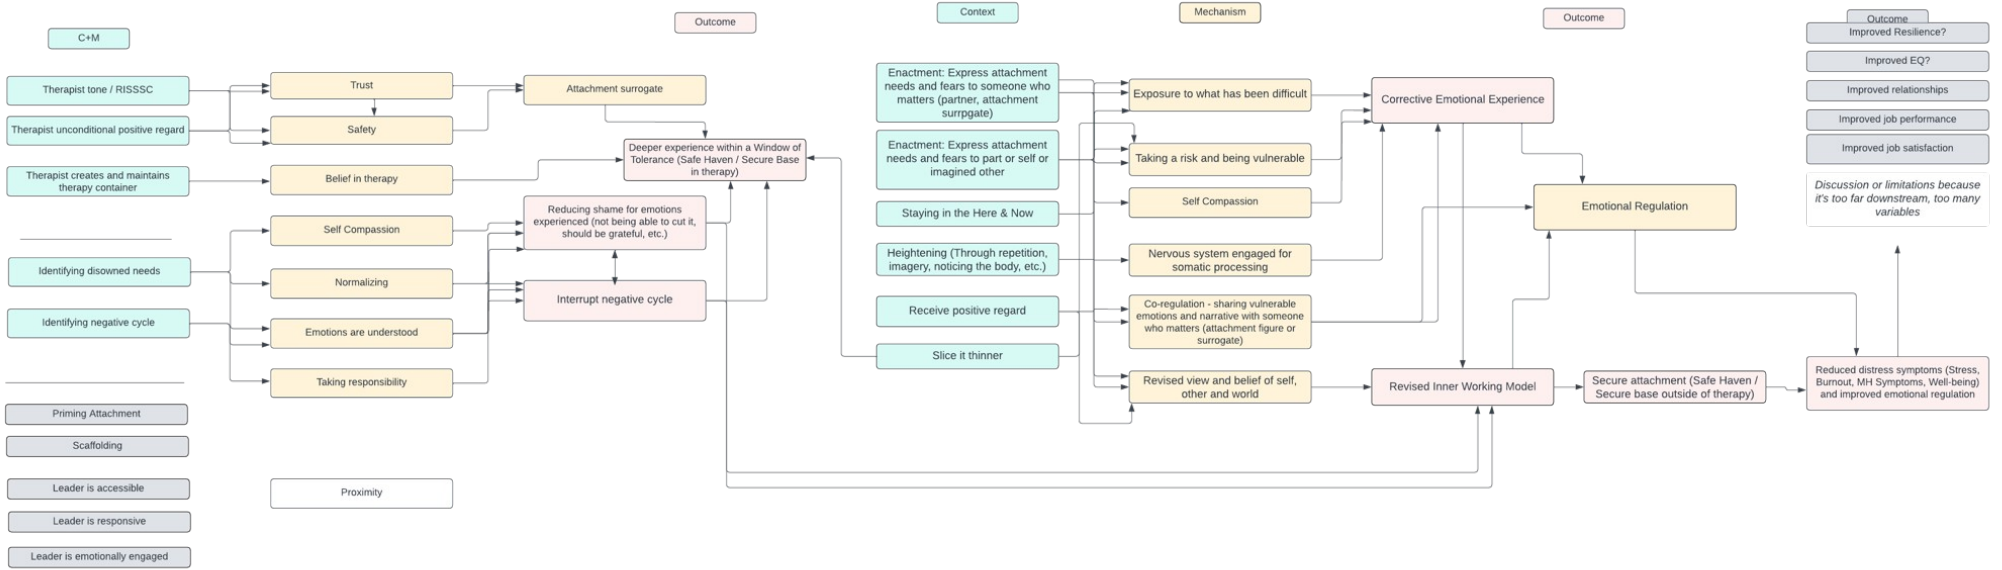 C+M
Outcome
Context
Mechanism
Outcome
Outcome
Therapist tone / RISSSC
Therapist unconditional positive regard
Therapist creates and maintains
therapy container
Identifying disowned needs
Identifying negative cycle
Priming Attachment
Scaffolding
Leader is accessible
Leader is responsive
Leader is emotionally engaged
Trust
Safety
Belief in therapy
Self Compassion
Normalizing
Emotions are understood
Taking responsibility
Proximity
Attachment surrogate
Deeper experience within a Window of
Tolerance (Safe Haven / Secure Base
in therapy)
Reducing shame for emotions
experienced (not being able to cut it,
should be grateful, etc.)
Interrupt negative cycle
Enactment: Express attachment
needs and fears to someone who
matters (partner, attachment
surrpgate)
Enactment: Express attachment
needs and fears to part or self or
imagined other
Staying in the Here & Now
Heightening (Through repetition,
imagery, noticing the body, etc.)
Receive positive regard
Slice it thinner
Exposure to what has been difficult
Taking a risk and being vulnerable
Self Compassion
Nervous system engaged for
somatic processing
Co-regulation - sharing vulnerable
emotions and narrative with someone
who matters (attachment figure or
surrogate)
Revised view and belief of self,
other and world
Corrective Emotional Experience
Emotional Regulation
Revised Inner Working Model
Secure attachment (Safe Haven /
Secure base outside of therapy)
Improved Resilience?
Improved EQ?
Improved relationships
Improved job performance
Improved job satisfaction
Discussion or limitations because
it's too far downstream, too many
variables
Reduced distress symptoms (Stress,
Burnout, MH Symptoms, Well-being)
and improved emotional regulation